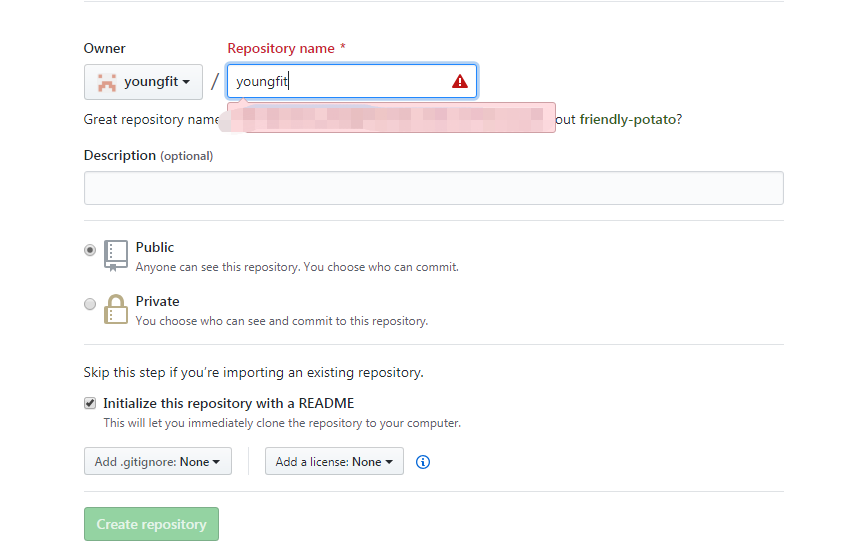 Owner
Repository name *
youngfit / youngfit
Great repository name out friendly-potato?
Description (optional)
Public
Anyone can see this repository. You choose who can commit.
Private
You choose who can see and commit to this repository.
Skip this step if you’re importing an existing repository.
Initialize this repository with a README
This will let you immediately clone the repository to your computer.
Add .gitignore: None
Add a license: None
Create repository